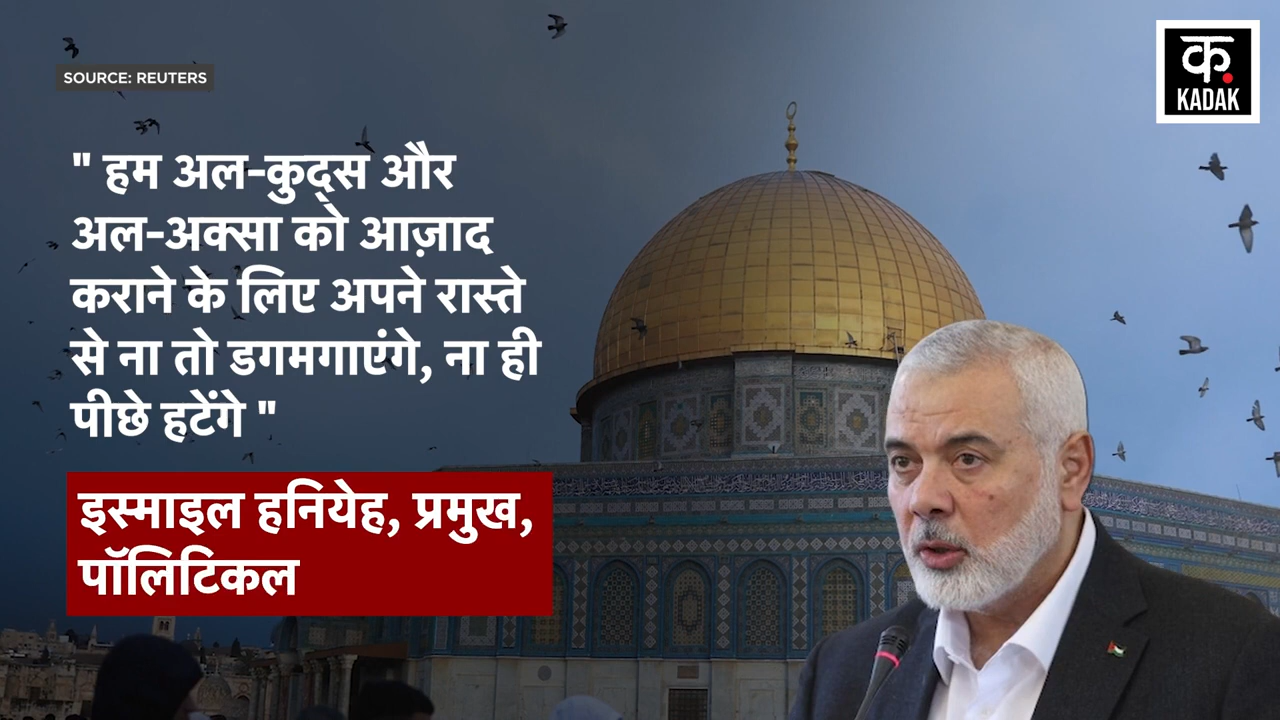 SOURCE: REUTERS
क.
KADAK
" हम अल-कुद्स और
अल-अक्सा को आज़ाद
कराने के लिए अपने रास्ते
से ना तो डगमगाएंगे, ना ही
पीछे हटेंगे "
इस्माइल हनियेह, प्रमुख,
पॉलिटिकल